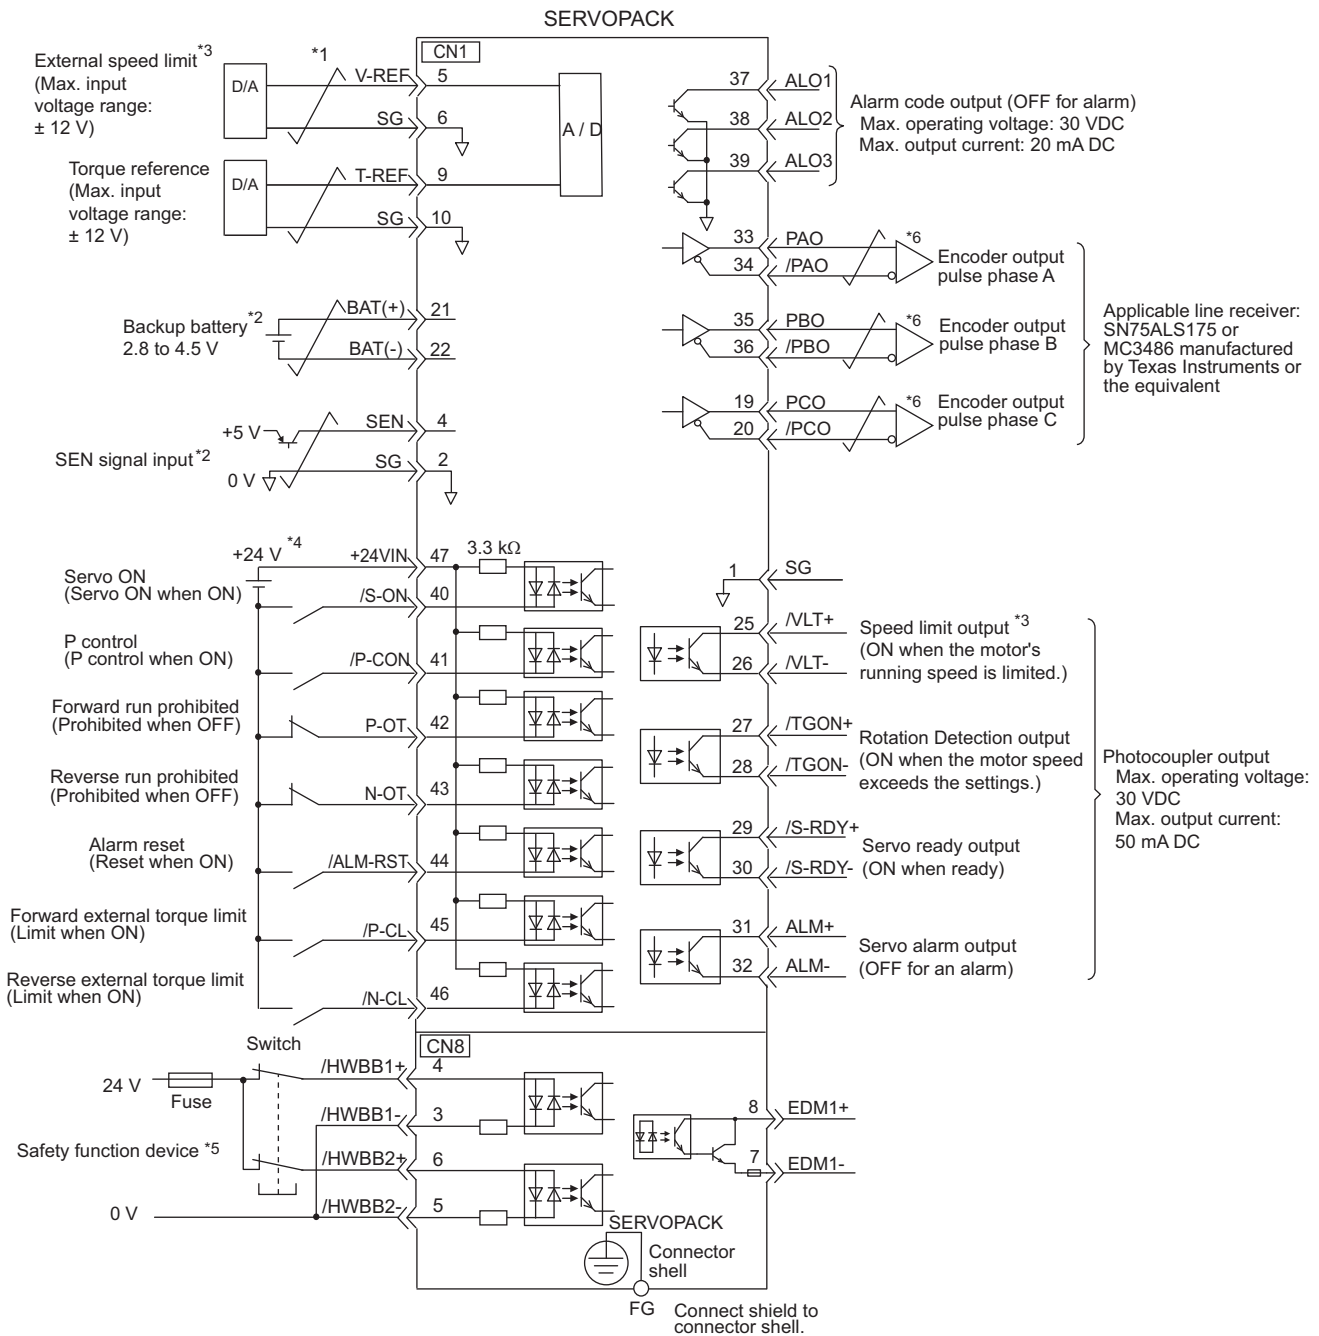 SERVOPACK
CN1
External speed limit*3
(Max. input
voltage range:
± 12 V)
D/A
*1
V-REF
5
SG
6
A / D
Torque reference
(Max. input
voltage range:
± 12 V)
D/A
T-REF
9
SG
10
Backup battery*2
2.8 to 4.5 V
BAT(+)
21
BAT(-)
22
+5 V
SEN
4
SEN signal input*2
SG
2
0 V
+24 V *4
+24VIN
47
3.3 kΩ
Servo ON
(Servo ON when ON)
/S-ON
40
P control
(P control when ON)
/P-CON
41
Forward run prohibited
(Prohibited when OFF)
P-OT
42
Reverse run prohibited
(Prohibited when OFF)
N-OT
43
Alarm reset
(Reset when ON)
/ALM-RST
44
Forward external torque limit
(Limit when ON)
/P-CL
45
Reverse external torque limit
(Limit when ON)
/N-CL
46
37
ALO1
38
ALO2
39
ALO3
Alarm code output (OFF for alarm)
Max. operating voltage: 30 VDC
Max. output current: 20 mA DC
33
PAO
34
/PAO
*6
Encoder output
pulse phase A
35
PBO
36
/PBO
*6
Encoder output
pulse phase B
19
PCO
20
/PCO
*6
Encoder output
pulse phase C
Applicable line receiver:
SN75ALS175 or
MC3486 manufactured
by Texas Instruments or
the equivalent
1
SG
25
/VLT+
26
/VLT-
Speed limit output *3
(ON when the motor's
running speed is limited.)
27
/TGON+
28
/TGON-
Rotation Detection output
(ON when the motor speed
exceeds the settings.)
29
/S-RDY+
30
/S-RDY-
Servo ready output
(ON when ready)
31
ALM+
32
ALM-
Servo alarm output
(OFF for an alarm)
Photocoupler output
Max. operating voltage:
30 VDC
Max. output current:
50 mA DC
CN8
Switch
24 V
Fuse
/HWBB1+
4
/HWBB1-
3
Safety function device *5
/HWBB2+
6
0 V
/HWBB2-
5
8
EDM1+
7
EDM1-
SERVOPACK
Connector
shell
FG
Connect shield to
connector shell.